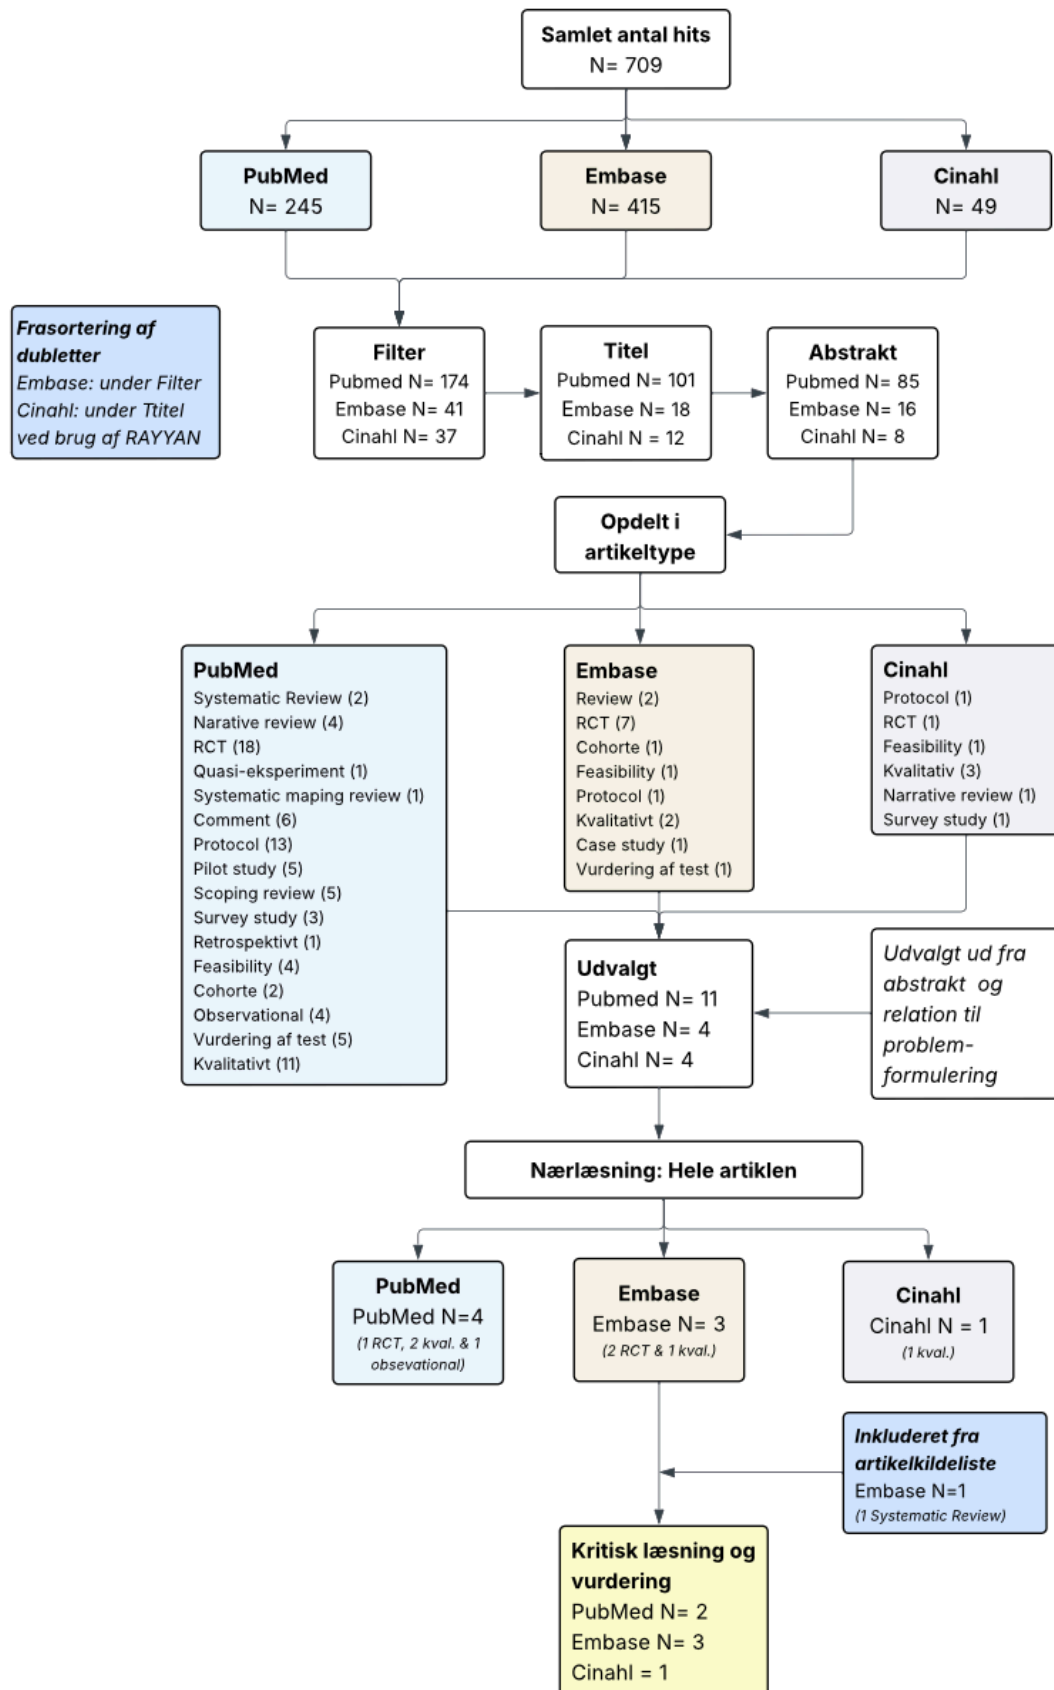 Samlet antal hits
N= 709
PubMed
N= 245
Embase
N= 415
Cinahl
N= 49
Frasortering af
dubletter
Embase: under Filter
Cinahl: under Ttitel
ved brug af RAYYAN
Filter
Pubmed N= 174
Embase N= 41
Cinahl N= 37
Titel
Pubmed N= 101
Embase N= 18
Cinahl N = 12
Abstrakt
Pubmed N= 85
Embase N= 16
Cinahl N= 8
Opdelt i
artikeltype
PubMed
Systematic Review (2)
Narative review (4)
RCT (18)
Quasi-eksperiment (1)
Systematic maping review (1)
Comment (6)
Protocol (13)
Pilot study (5)
Scoping review (5)
Survey study (3)
Retrospektivt (1)
Feasibility (4)
Cohorte (2)
Observational (4)
Vurdering af test (5)
Kvalitativt (11)
Embase
Review (2)
RCT (7)
Cohorte (1)
Feasibility (1)
Protocol (1)
Kvalitativt (2)
Case study (1)
Vurdering af test (1)
Cinahl
Protocol (1)
RCT (1)
Feasibility (1)
Kvalitativ (3)
Narrative review (1)
Survey study (1)
Udvalgt
Pubmed N= 11
Embase N= 4
Cinahl N= 4
Udvalgt ud fra
abstrakt og
relation til
problem-
formulering
Nærlæsning: Hele artiklen
PubMed
PubMed N=4
(1 RCT, 2 kval. & 1
obsevational)
Embase
Embase N= 3
(2 RCT & 1 kval.)
Cinahl
Cinahl N = 1
(1 kval.)
Inkluderet fra
artikelkildeliste
Embase N=1
(1 Systematic Review)
Kritisk læsning og
vurdering
PubMed N= 2
Embase N= 3
Cinahl = 1